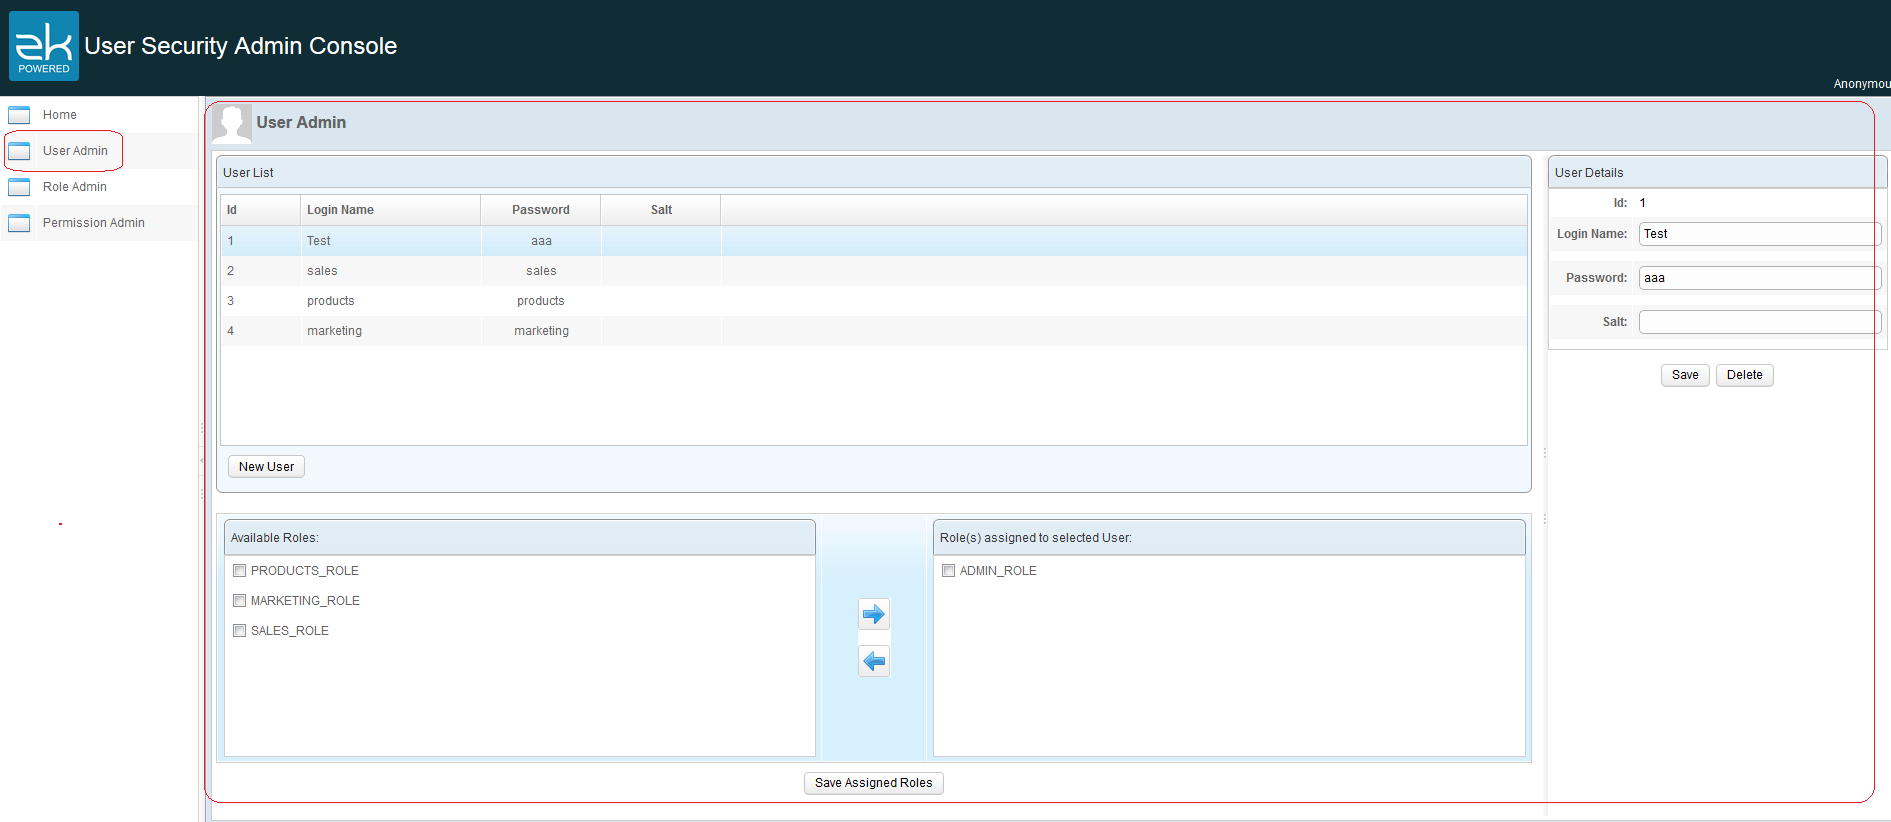 zk
POWERED
User Security Admin Console
Anonymou
Home
User Admin
Role Admin
Permission Admin
User Admin
User List
Id Login Name Password Salt
1 Test aaa
2 sales sales
3 products products
4 marketing marketing
New User
User Details
Id: 1
Login Name: Test
Password: aaa
Salt:
Save Delete
Available Roles:
PRODUCTS_ROLE
MARKETING_ROLE
SALES_ROLE
Role(s) assigned to selected User:
ADMIN_ROLE
Save Assigned Roles